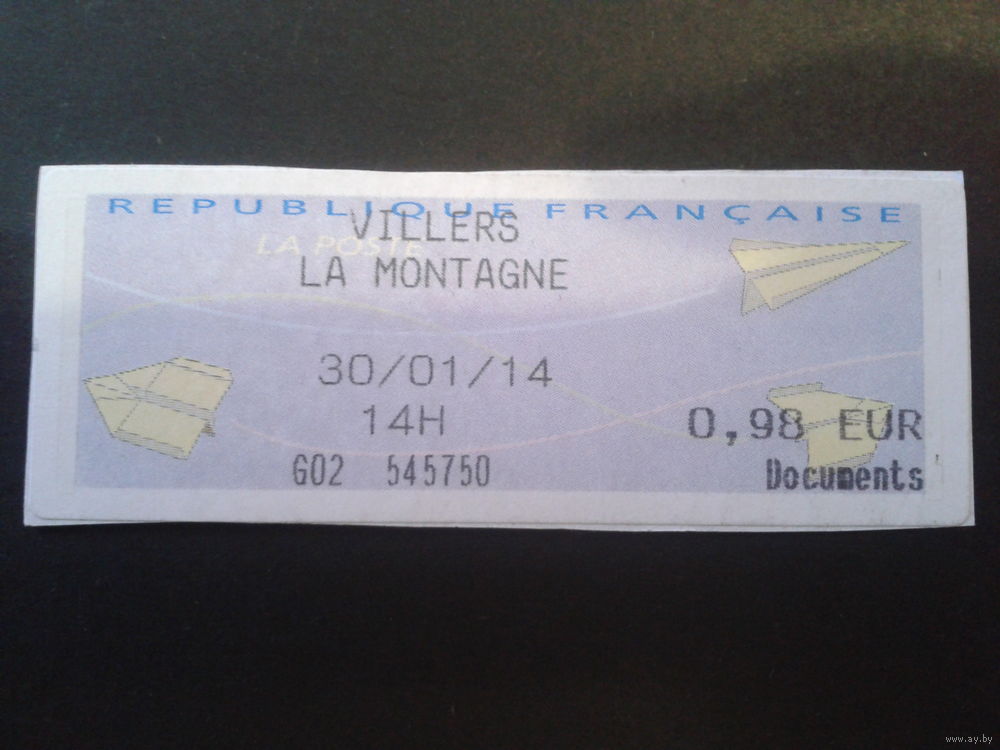 REPUBLIQUE FRANÇAISE
VILLERS
LA POSTE
LA MONTAGNE
30/01/14
14H
0,98 EUR
G02 545750
Documents
www.ay.by